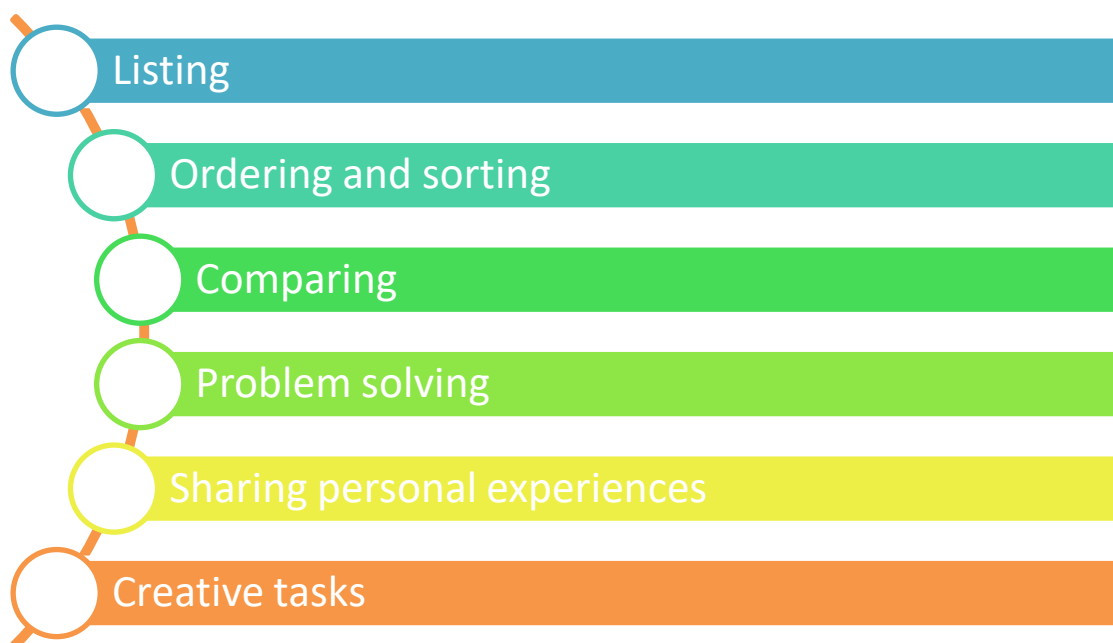 Listing
Ordering and sorting
Comparing
Problem solving
Sharing personal experiences
Creative tasks